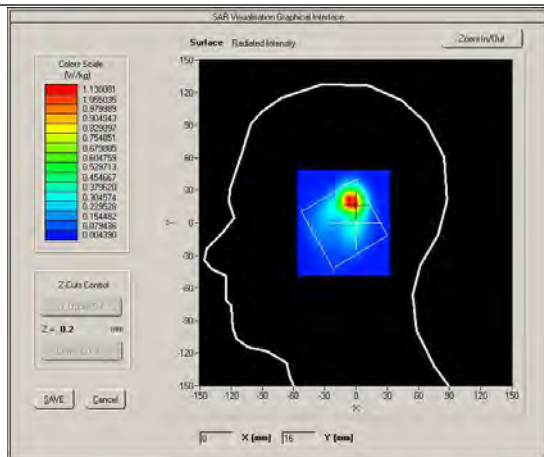 SAR Visualisation Graphical Interface
Surface Radiated Intensity
Zoom In/Out
Colors Scale
(W/kg)
1.130081
1.055035
0.979989
0.904943
0.829897
0.754851
0.679805
0.604759
0.529713
0.454667
0.379620
0.304574
0.229528
0.154482
0.079436
0.004390
150
120
90
60
30
0
-30
-60
-90
-120
-150
Y
-150 -120 -90 -60 -30 0 30 60 90 120 150
X
Z-Cuts Control
Z = 0.2 mm
SAVE Cancel
0 X (mm) 16 Y (mm)